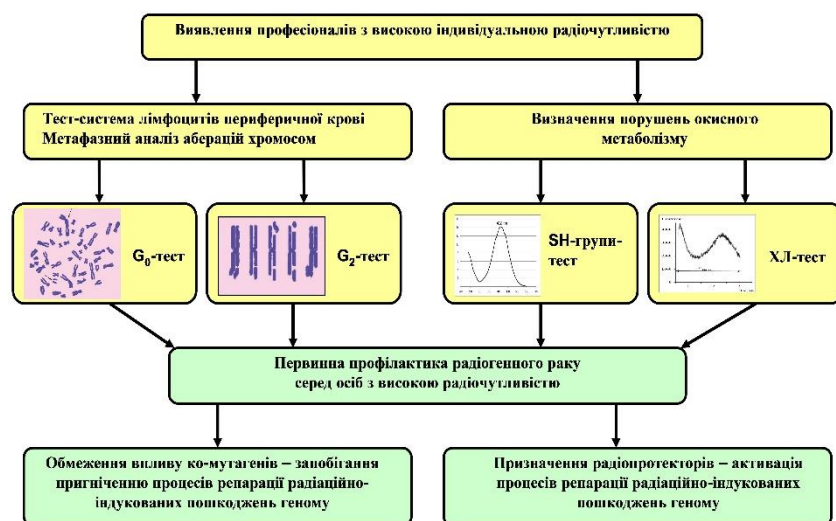 Виявлення професіоналів з високою індивідуальною радіочутливістю
Тест-система лімфоцитів периферичної крові
Метафазний аналіз аберацій хромосом
Визначення порушень окисного
метаболізму
G₀-тест
G₂-тест
SH-групи-
тест
ХЛ-тест
Первинна профілактика радіогенного раку
серед осіб з високою радіочутливістю
Обмеження впливу ко-мутагенів – запобігання
пригніченню процесів репарації радіаційно-
індукованих пошкоджень геному
Призначення радіопротекторів – активація
процесів репарації радіаційно-індукованих
пошкоджень геному